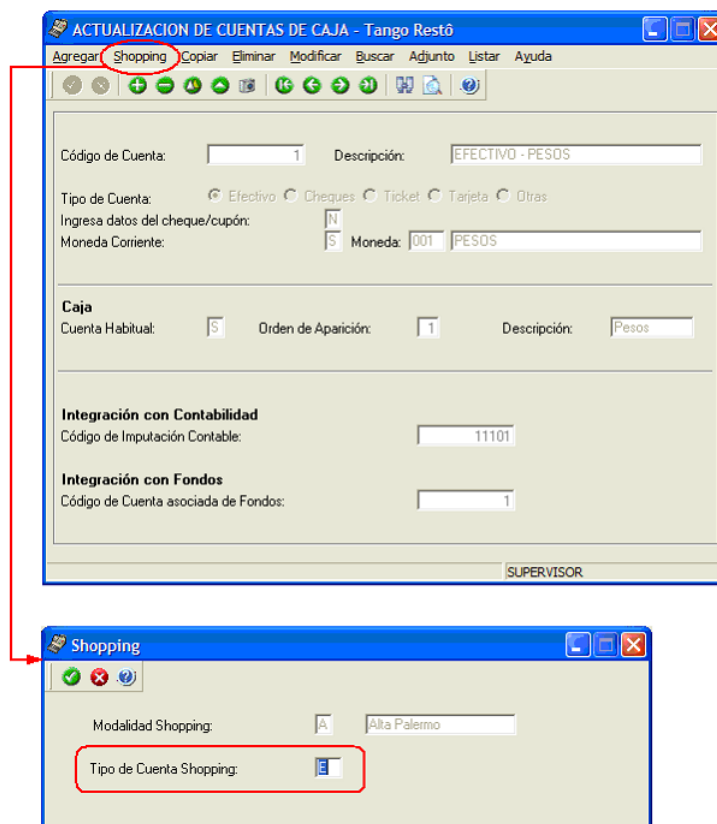 ACTUALIZACION DE CUENTAS DE CAJA - Tango Restô
Agregar Shopping Copiar Eliminar Modificar Buscar Adjunto Listar Ayuda
Código de Cuenta: 1 Descripción: EFECTIVO - PESOS
Tipo de Cuenta: Efectivo Cheques Ticket Tarjeta Otras
Ingresa datos del cheque/cupón: N
Moneda Corriente: S Moneda: 001 PESOS
Caja
Cuenta Habitual: S Orden de Aparición: 1 Descripción: Pesos
Integración con Contabilidad
Código de Imputación Contable: 11101
Integración con Fondos
Código de Cuenta asociada de Fondos: 1
SUPERVISOR
Shopping
Modalidad Shopping: A Alta Palermo
Tipo de Cuenta Shopping: E